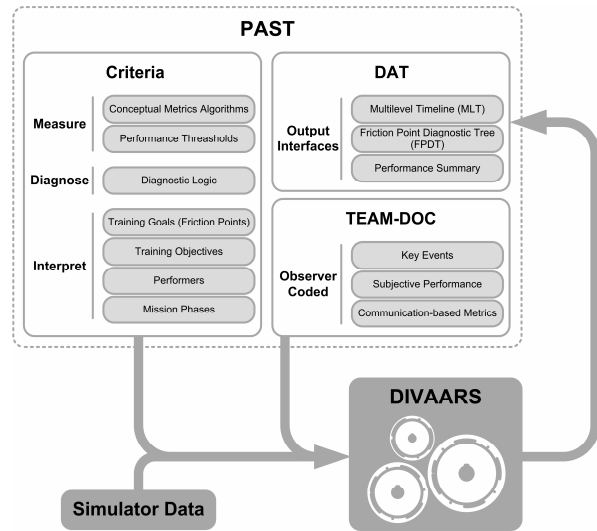 PAST
Criteria
Measure
Conceptual Metrics Algorithms
Performance Threasholds
Diagnose
Diagnostic Logic
Interpret
Training Goals (Friction Points)
Training Objectives
Performers
Mission Phases
DAT
Output
Interfaces
Multilevel Timeline (MLT)
Friction Point Diagnostic Tree
(FPDT)
Performance Summary
TEAM-DOC
Observer
Coded
Key Events
Subjective Performance
Communication-based Metrics
DIVAARS
Simulator Data